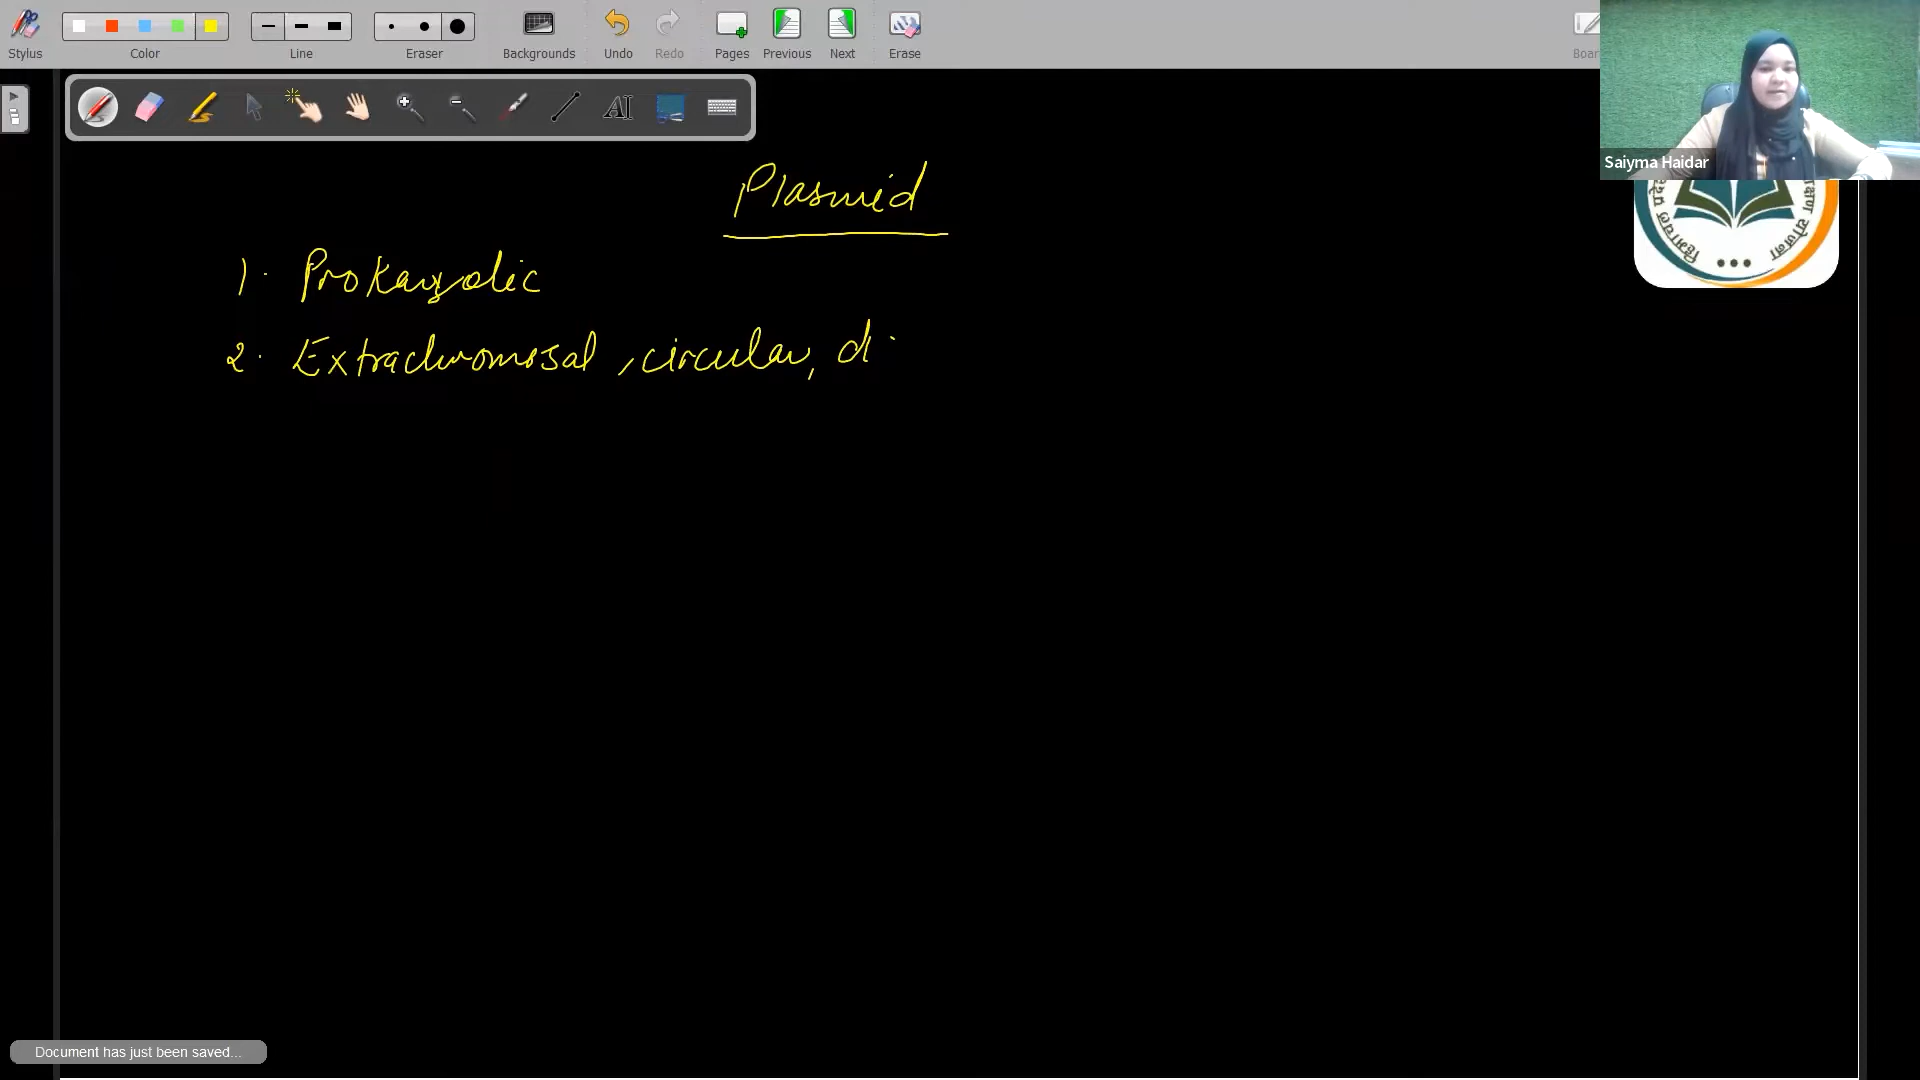 Stylus Color Line Eraser Backgrounds Undo Redo Pages Previous Next Erase Boar
Saiyma Haidar
Plasmid
1. Prokaryotic
2. Extrachromosal, circular, d
Document has just been saved...